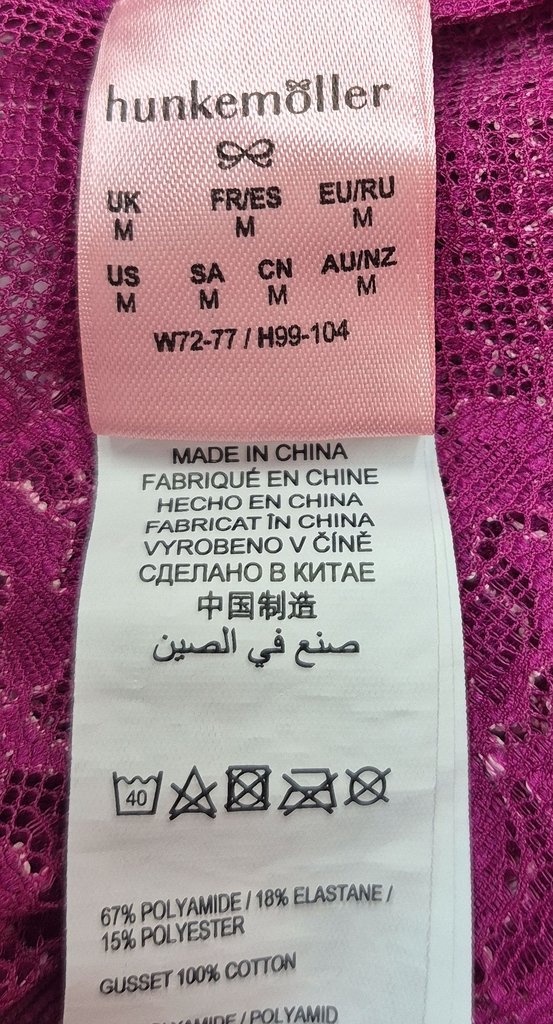 hunkemöller
UK FR/ES EU/RU
M M M
US SA CN AU/NZ
M M M M
W72-77 / H99-104
MADE IN CHINA
FABRIQUÉ EN CHINE
HECHO EN CHINA
FABRICAT ÎN CHINA
VYROBENO V ČÍNĚ
СДЕЛАНО В КИТАЕ
中国制造
صنع في الصين
40
67% POLYAMIDE / 18% ELASTANE /
15% POLYESTER
GUSSET 100% COTTON
POLYAMIDE / POLYAMID